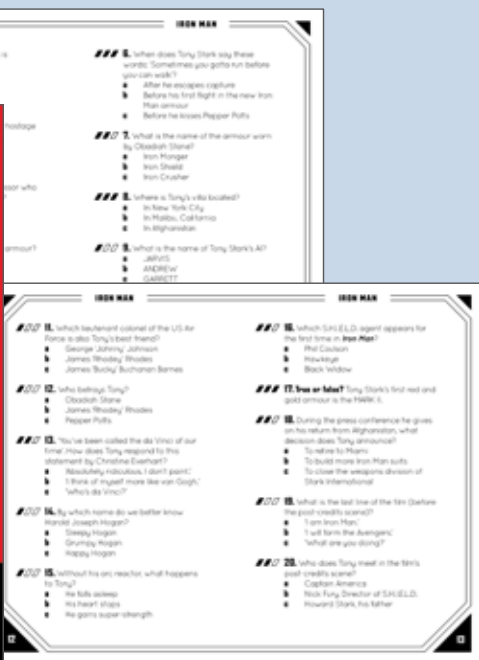 IRON MAN
is
hostage
armour?
6. When does Tony Stark say these
words: 'Sometimes you gotta run before
you can walk'?
a After he escapes capture
b Before his first flight in the new Iron
Man armour
c Before he kisses Pepper Potts
7. What is the name of the armour worn
by Obadiah Stane?
a Iron Monger
b Iron Shield
c Iron Crusher
8. Where is Tony's villa located?
a In New York City
b In Malibu, California
c In Afghanistan
9. What is the name of Tony Stark's AI?
a JARVIS
b ANDREW
c GARRETT
IRON MAN
11. Which lieutenant colonel of the US Air
Force is also Tony's best friend?
a George 'Johnny' Johnson
b James 'Rhodey' Rhodes
c James 'Bucky' Buchanan Barnes
12. Who betrays Tony?
a Obadiah Stane
b James 'Rhodey' Rhodes
c Pepper Potts
13. 'You've been called the da Vinci of our
time'. How does Tony respond to this
statement by Christine Everhart?
a 'Absolutely ridiculous. I don't paint.'
b 'I think of myself more like van Gogh.'
c 'Who's da Vinci?'
14. By which name do we better know
Harold Joseph Hogan?
a Sleepy Hogan
b Grumpy Hogan
c Happy Hogan
15. Without his arc reactor, what happens
to Tony?
a He falls asleep
b His heart stops
c He gains super-strength
12
IRON MAN
16. Which S.H.I.E.L.D. agent appears for
the first time in Iron Man?
a Phil Coulson
b Hawkeye
c Black Widow
17. True or false? Tony Stark's first red and
gold armour is the MARK II.
18. During the press conference he gives
on his return from Afghanistan, what
decision does Tony announce?
a To retire to Miami
b To build more Iron Man suits
c To close the weapons division of
Stark International
19. What is the last line of the film (before
the post-credits scene)?
a 'I am Iron Man.'
b 'I will form the Avengers.'
c 'What are you doing?'
20. Who does Tony meet in the film's
post-credits scene?
a Captain America
b Nick Fury, Director of S.H.I.E.L.D.
c Howard Stark, his father
13